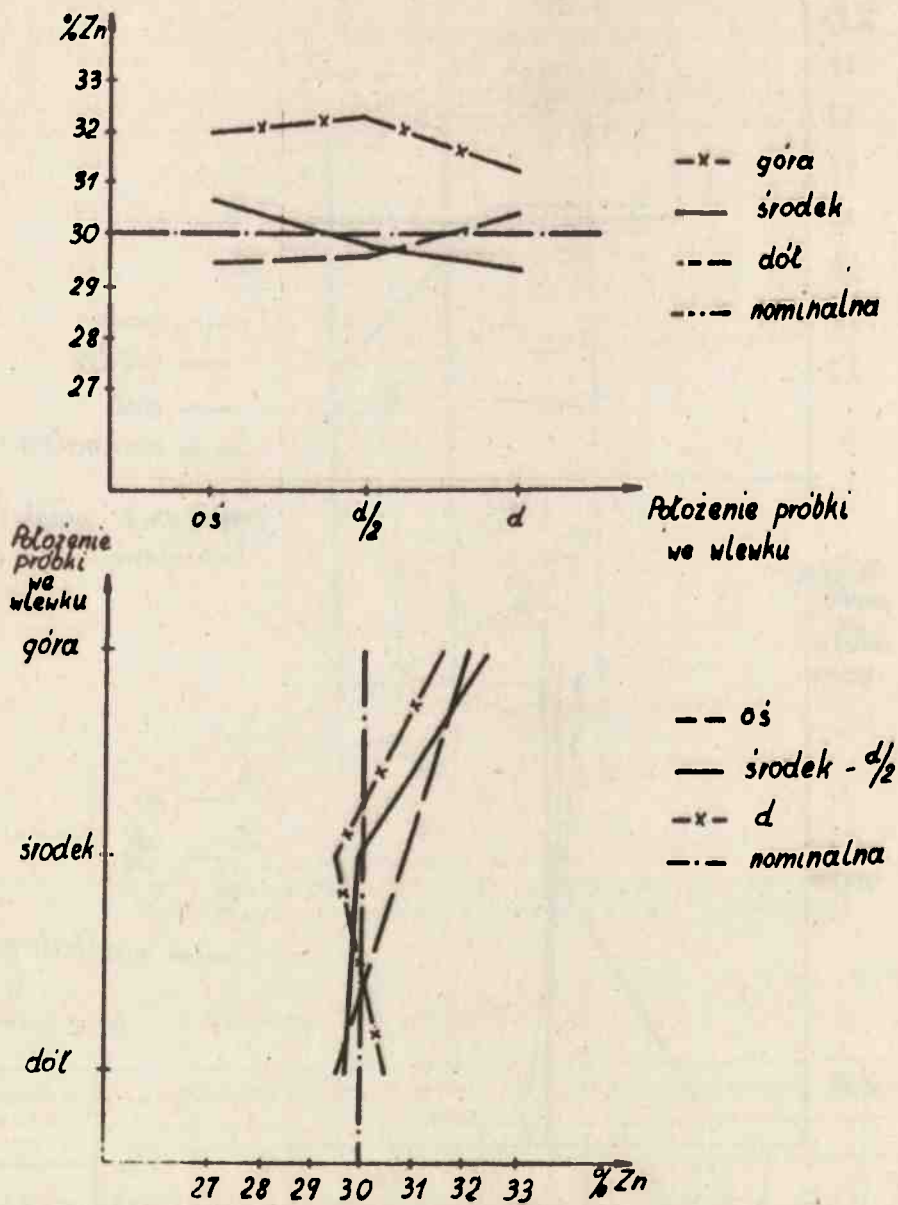 %Zn
33
32
31
30
29
28
27
góra
środek
dół
nominalna
oś
d/2
d
Położenie próbki
we wlewku
Położenie
próbki
we
wlewku
góra
środek
dół
oś
środek - d/2
d
nominalna
27 28 29 30 31 32 33
% Zn